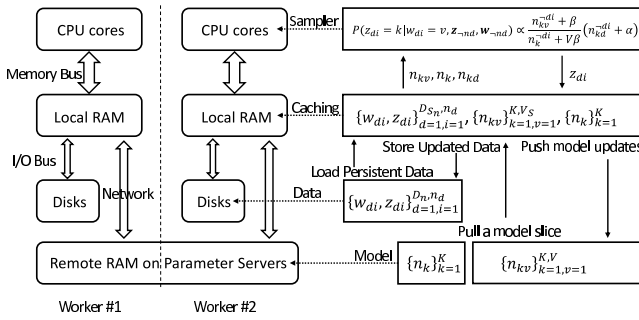 CPU cores
CPU cores
Sampler
P(z_{di} = k|w_{di} = v, z_{¬nd}, w_{¬nd}) ∝ \frac{n_{kv}^{¬di} + β}{n_k^{¬di} + Vβ}(n_{kd}^{¬di} + α)
Memory Bus
n_{kv}, n_k, n_{kd}
z_{di}
Local RAM
Local RAM
Caching
{w_{di}, z_{di}}_{d=1,i=1}^{D_{S_n},n_d}, {n_{kv}}_{k=1,v=1}^{K,V_S}, {n_k}_{k=1}^{K}
I/O Bus
Store Updated Data
Push model updates
Load Persistent Data
Network
Disks
Disks
Data
{w_{di}, z_{di}}_{d=1,i=1}^{D_n,n_d}
Pull a model slice
Remote RAM on Parameter Servers
Model
{n_k}_{k=1}^{K}
{n_{kv}}_{k=1,v=1}^{K,V}
Worker #1
Worker #2